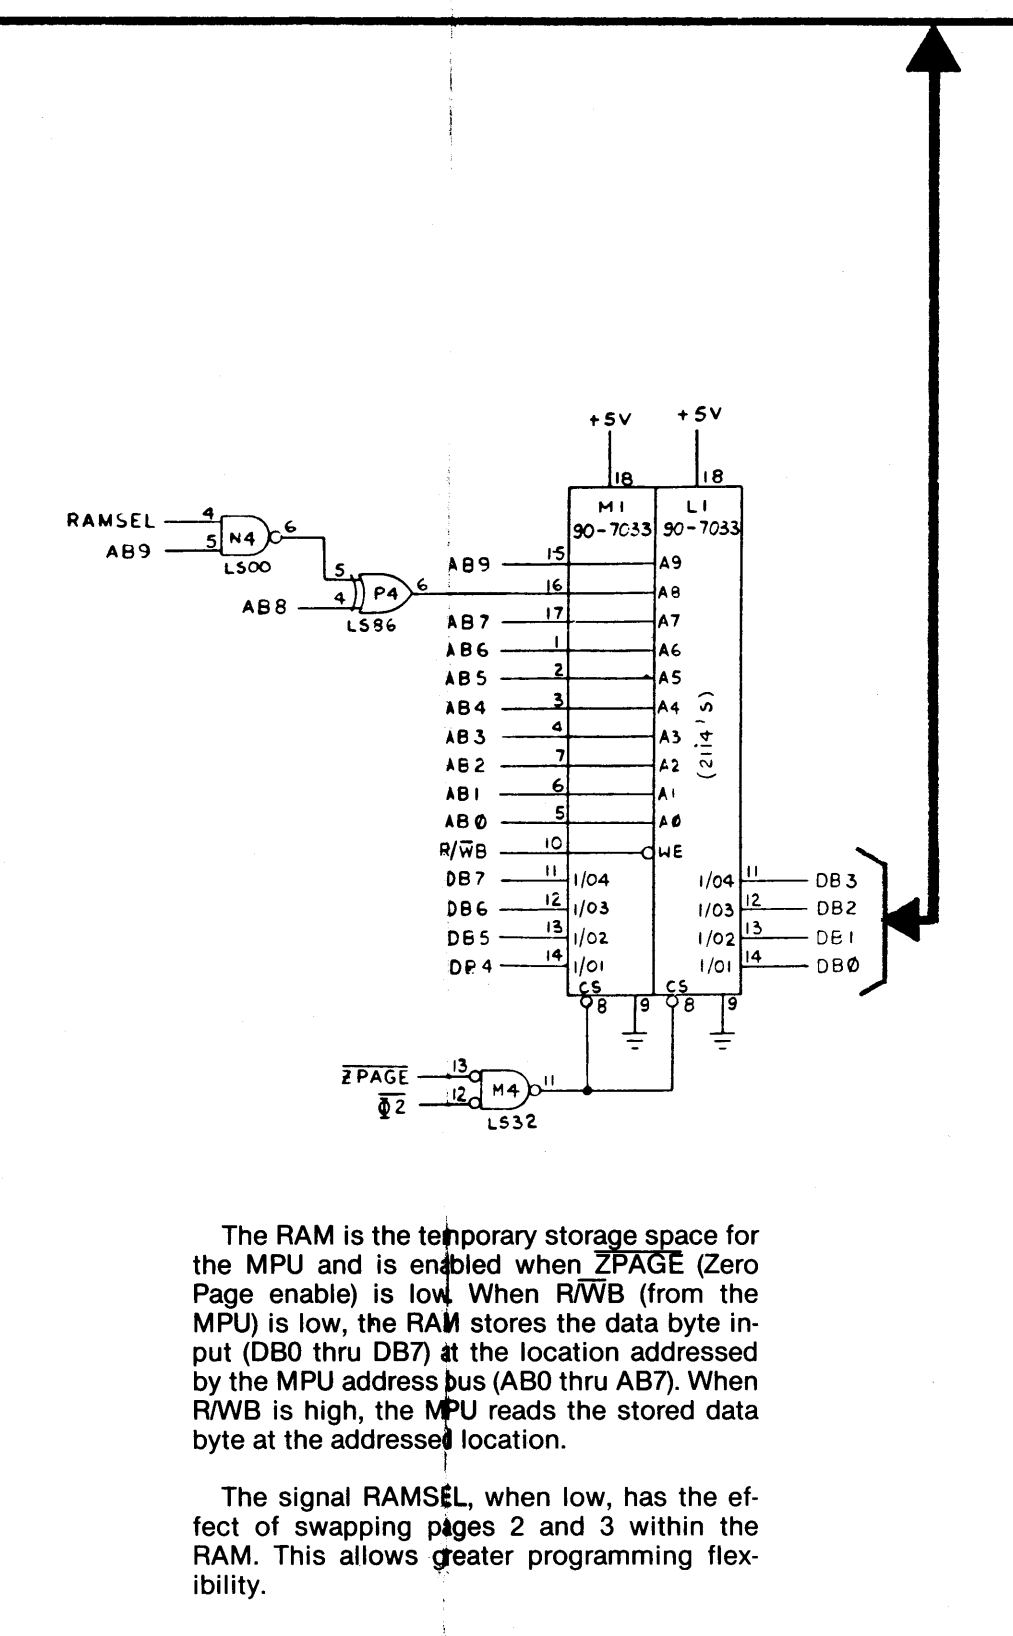 +5V +5V
18 18
M1 L1
90-7033 90-7033
RAMSEL 4 N4 6
AB9 5
LS00
5 P4 6
AB8 4
LS86
AB9 15 A9
16 A8
AB7 17 A7
AB6 1 A6
AB5 2 A5
AB4 3 A4
AB3 4 A3
AB2 7 A2
AB1 6 A1
ABØ 5 AØ
(2114's)
R/W̅B 10 WE
DB7 11 I/O4 I/O4 11 DB3
DB6 12 I/O3 I/O3 12 DB2
DB5 13 I/O2 I/O2 13 DB1
DB4 14 I/O1 I/O1 14 DBØ
CS CS
8 9 8 9
Z̅P̅A̅G̅E̅ 13 M4 11
Φ̅2̅ 12
LS32
The RAM is the temporary storage space for
the MPU and is enabled when Z̅P̅A̅G̅E̅ (Zero
Page enable) is low. When R/W̅B (from the
MPU) is low, the RAM stores the data byte in-
put (DB0 thru DB7) at the location addressed
by the MPU address bus (AB0 thru AB7). When
R/WB is high, the MPU reads the stored data
byte at the addressed location.
The signal RAMSEL, when low, has the ef-
fect of swapping pages 2 and 3 within the
RAM. This allows greater programming flex-
ibility.